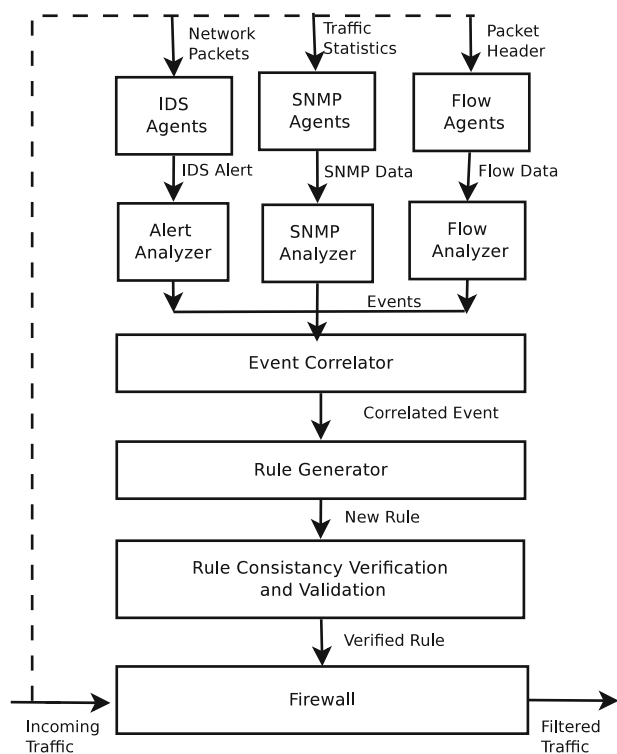 Network
Packets
Traffic
Statistics
Packet
Header
IDS
Agents
SNMP
Agents
Flow
Agents
IDS Alert
SNMP Data
Flow Data
Alert
Analyzer
SNMP
Analyzer
Flow
Analyzer
Events
Event Correlator
Correlated Event
Rule Generator
New Rule
Rule Consistancy Verification
and Validation
Verified Rule
Firewall
Incoming
Traffic
Filtered
Traffic